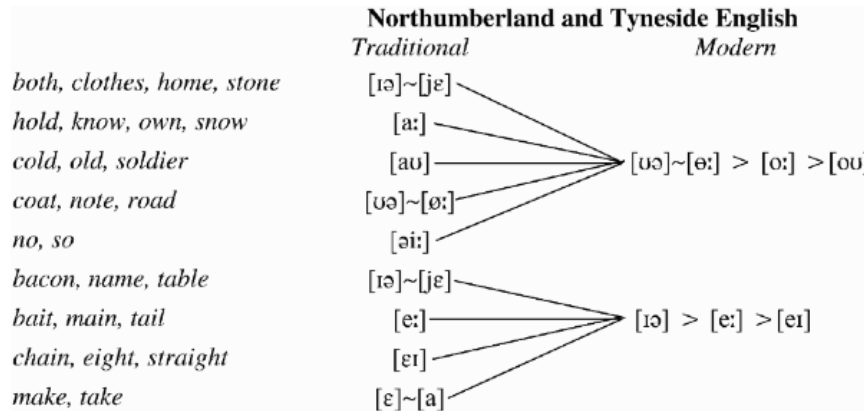 Northumberland and Tyneside English
Traditional Modern
both, clothes, home, stone [ɪə]~[jɛ]
hold, know, own, snow [aː]
cold, old, soldier [aʊ] [ʊə]~[ɵː] > [oː] >[oʊ]
coat, note, road [ʊə]~[øː]
no, so [əiː]
bacon, name, table [ɪə]~[jɛ]
bait, main, tail [eː] [ɪə] > [eː] >[eɪ]
chain, eight, straight [ɛɪ]
make, take [ɛ]~[a]